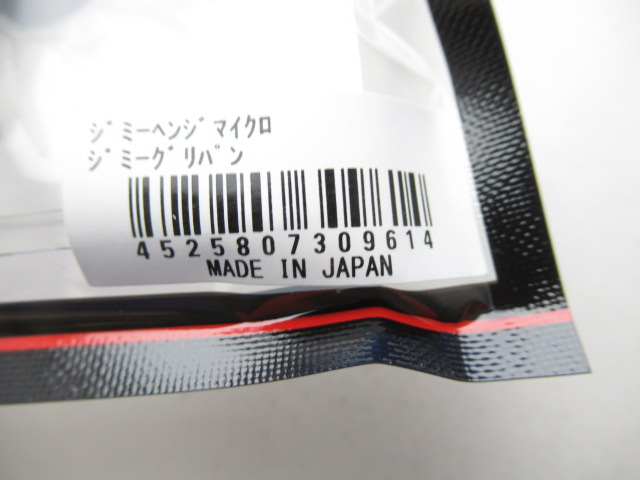 ｼﾞﾐｰﾍﾝｼﾞﾏｲｸﾛ
ｼﾞﾐｰｸﾞﾘﾊﾟﾝ
4525807309614
MADE IN JAPAN